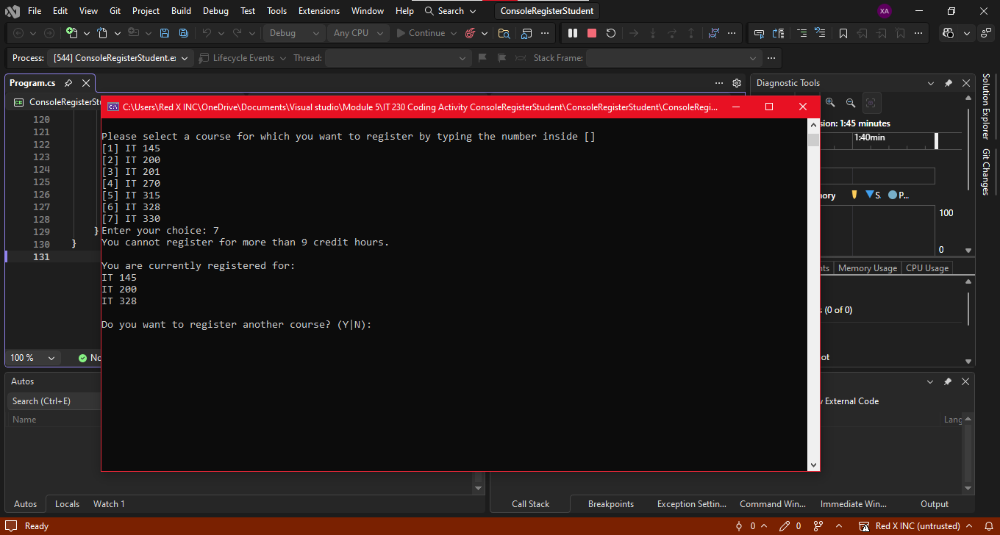 File Edit View Git Project Build Debug Test Tools Extensions Window Help Search ConsoleRegisterStudent XA
Debug Any CPU Continue
Process: [544] ConsoleRegisterStudent.ex Lifecycle Events Thread: Stack Frame:
Program.cs
Diagnostic Tools
C# ConsoleRegisterStu
C:\Users\Red X INC\OneDrive\Documents\Visual studio\Module 5\IT 230 Coding Activity ConsoleRegisterStudent\ConsoleRegisterStudent\ConsoleRegi...
120
121
122
123
124
125
126
127
128
129 }
130 }
131
Please select a course for which you want to register by typing the number inside []
[1] IT 145
[2] IT 200
[3] IT 201
[4] IT 270
[5] IT 315
[6] IT 328
[7] IT 330
Enter your choice: 7
You cannot register for more than 9 credit hours.
You are currently registered for:
IT 145
IT 200
IT 328
Do you want to register another course? (Y|N):
sion: 1:45 minutes
1:40min
ory S. P...
100
0
nts Memory Usage CPU Usage
s (0 of 0)
ot
Solution Explorer
Git Changes
100 % No
Autos
Search (Ctrl+E)
Name
External Code
Lang
Autos Locals Watch 1
Call Stack Breakpoints Exception Settin... Command Win... Immediate Win... Output
Ready 0 0 Red X INC (untrusted)